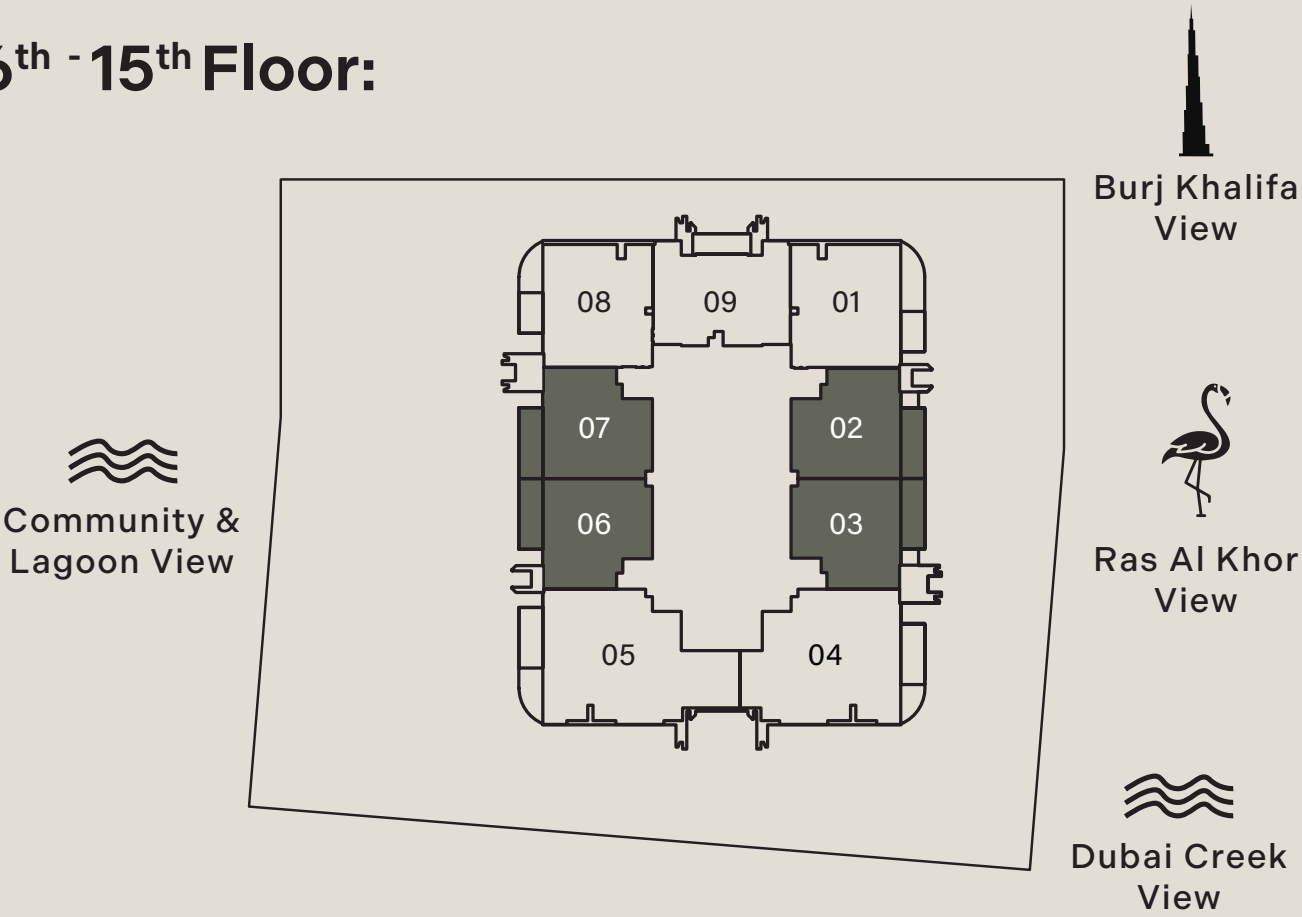 th - 15th Floor:
Burj Khalifa
View
08
09
01
07
02
06
03
Community &
Lagoon View
Ras Al Khor
View
05
04
Dubai Creek
View